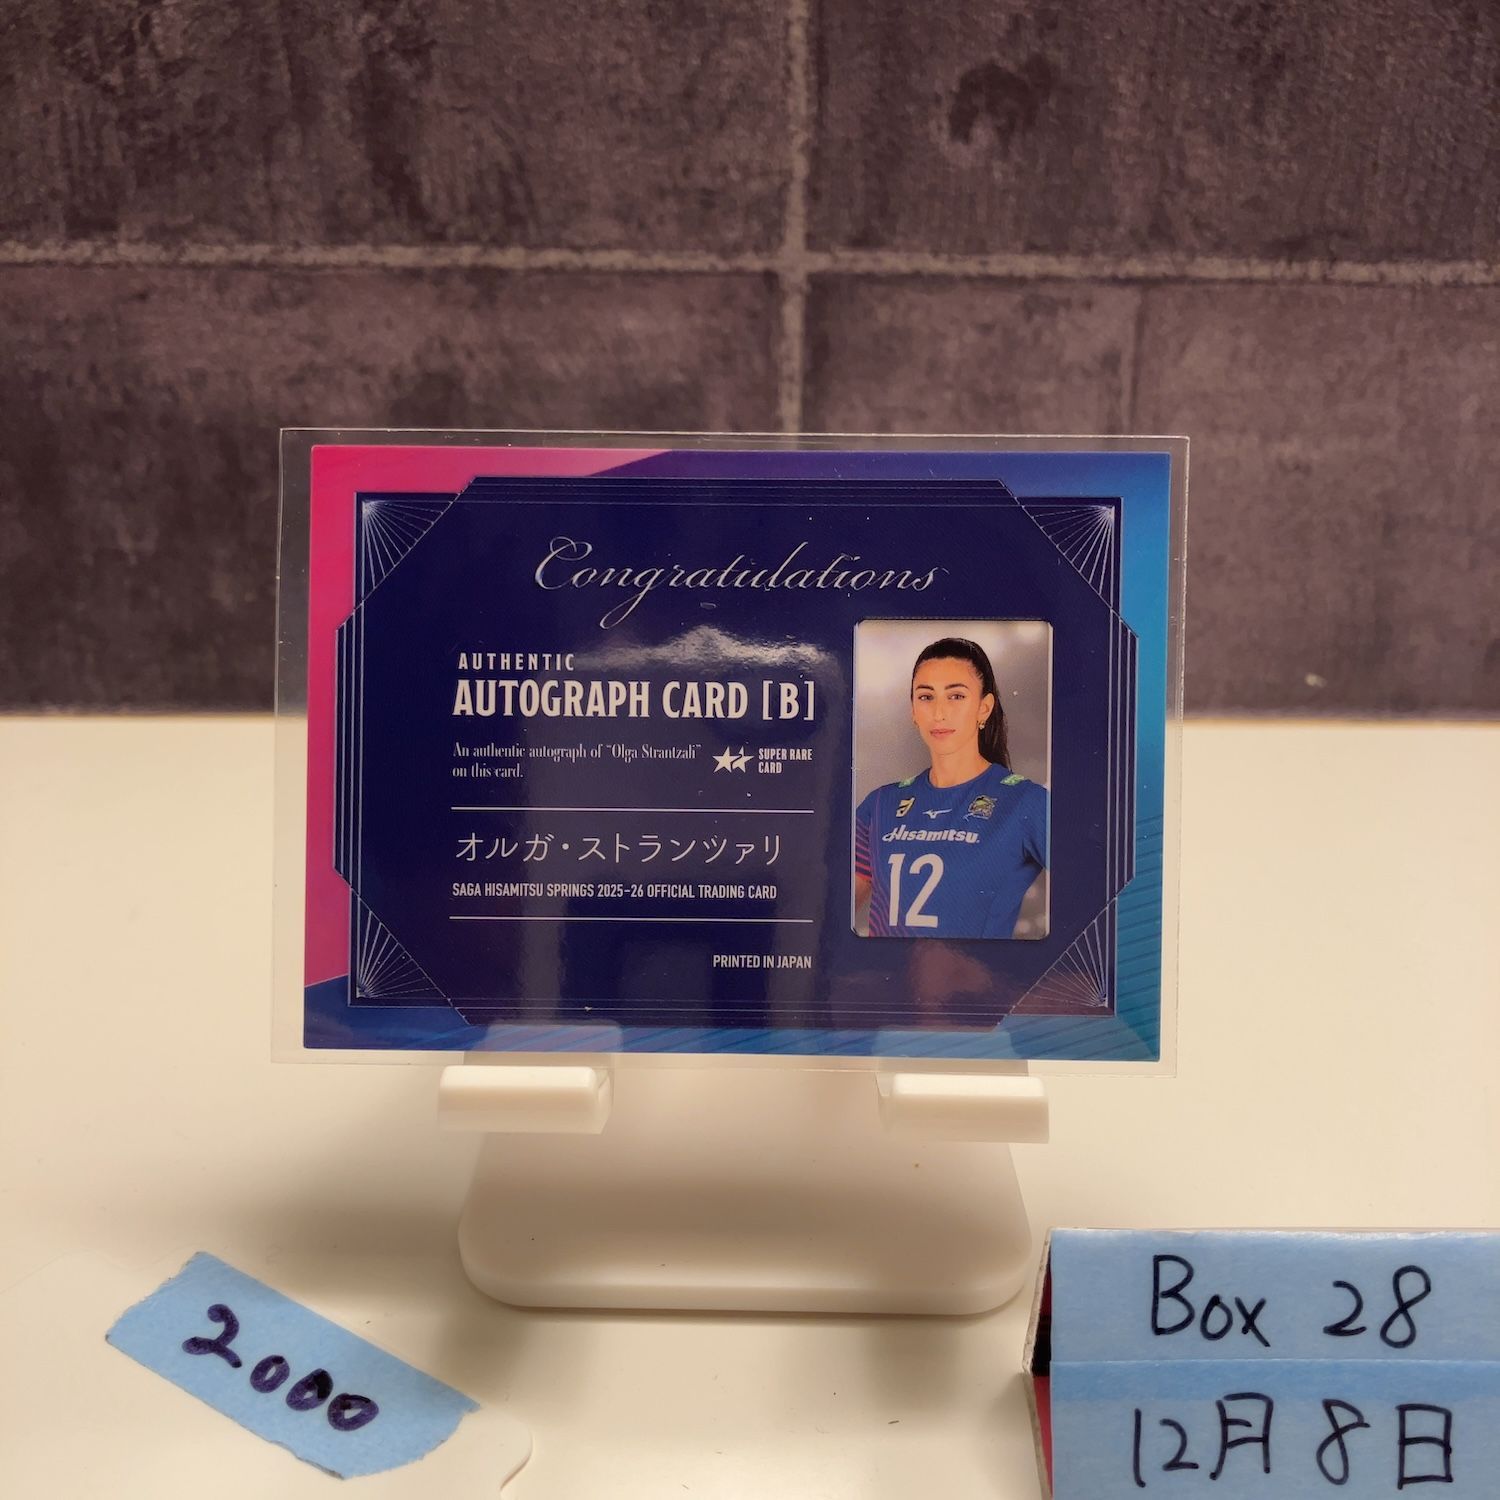 Congratulations
AUTHENTIC
AUTOGRAPH CARD [B]
An authentic autograph of "Olga Strantzali"
on this card.
SUPER RARE
CARD
オルガ・ストランツァリ
SAGA HISAMITSU SPRINGS 2025-26 OFFICIAL TRADING CARD
PRINTED IN JAPAN
Hisamitsu.
12
2000
Box 28
12月8日